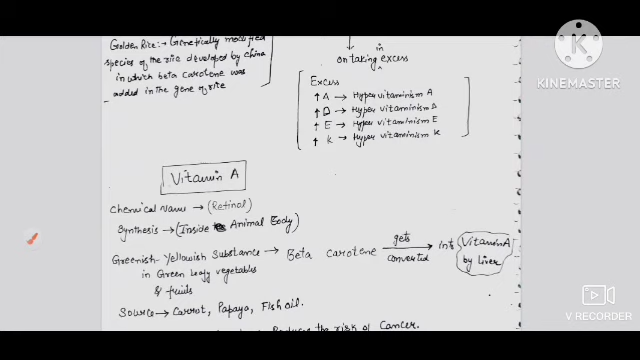 Golden Rice:- Genetically modified
species of the rice developed by China
in which beta carotene was
added in the gene of rice
in
on taking ^ excess
Excess
↑ A → Hyper vitaminism A
↑ D → Hyper vitaminism D
↑ E → Hyper vitaminism E
↑ K → Hyper vitaminism K
Vitamin A
Chemical Name → (Retinol)
Synthesis → (Inside Animal Body)
Greenish-Yellowish Substance → Beta carotene gets converted into Vitamin A
in Green leafy vegetables by Liver
& fruits
Source → Carrot, Papaya, Fish oil.
Reduces the risk of Cancer.
K
KINEMASTER
V RECORDER